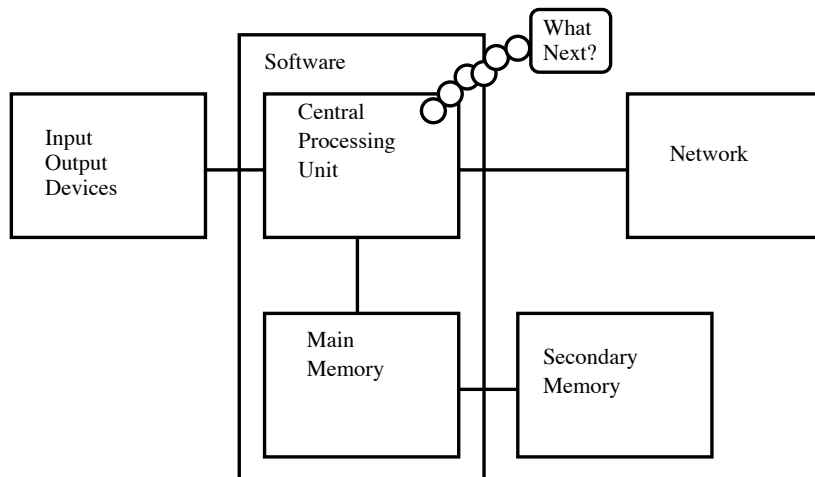 What
Next?
Software
Input
Output
Devices
Central
Processing
Unit
Network
Main
Memory
Secondary
Memory